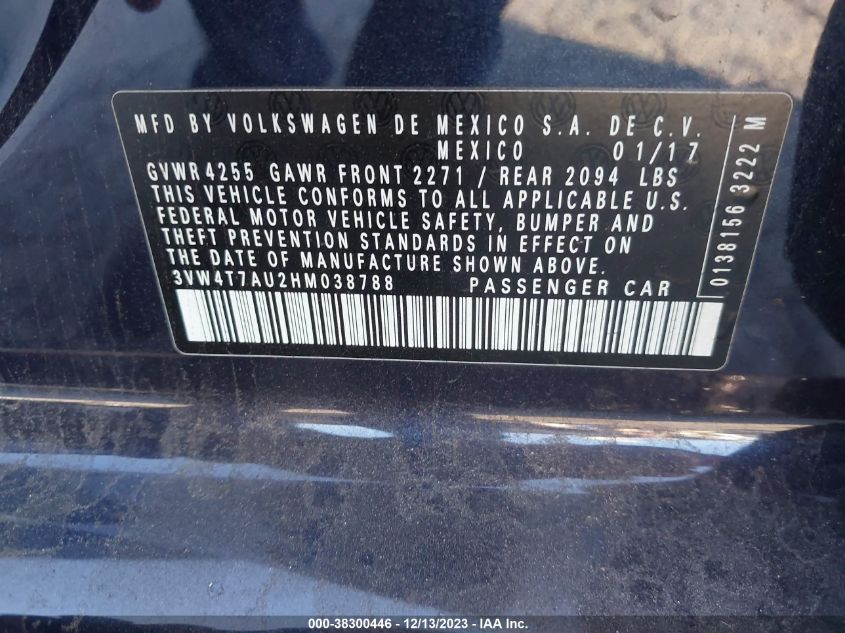 MFD BY VOLKSWAGEN DE MEXICO S.A. DE C.V.
MEXICO 01/17
GVWR 4255 GAWR FRONT 2271 / REAR 2094 LBS
THIS VEHICLE CONFORMS TO ALL APPLICABLE U.S.
FEDERAL MOTOR VEHICLE SAFETY, BUMPER AND
THEFT PREVENTION STANDARDS IN EFFECT ON
THE DATE OF MANUFACTURE SHOWN ABOVE.
3VW4T7AU2HM038788 PASSENGER CAR
0138156 3222 M
000-38300446 - 12/13/2023 - IAA Inc.